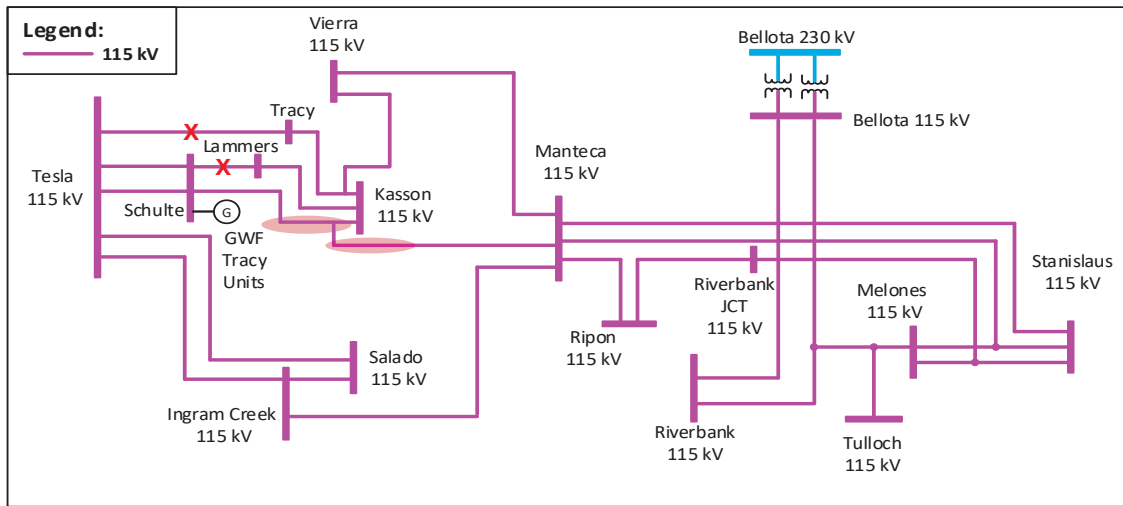 Legend:
115 kV
Vierra
115 kV
Bellota 230 kV
Bellota 115 kV
Tracy
X
Lammers
X
Tesla
115 kV
Schulte
G
GWF
Tracy
Units
Kasson
115 kV
Manteca
115 kV
Riverbank
JCT
115 kV
Stanislaus
115 kV
Melones
115 kV
Ripon
115 kV
Salado
115 kV
Ingram Creek
115 kV
Riverbank
115 kV
Tulloch
115 kV